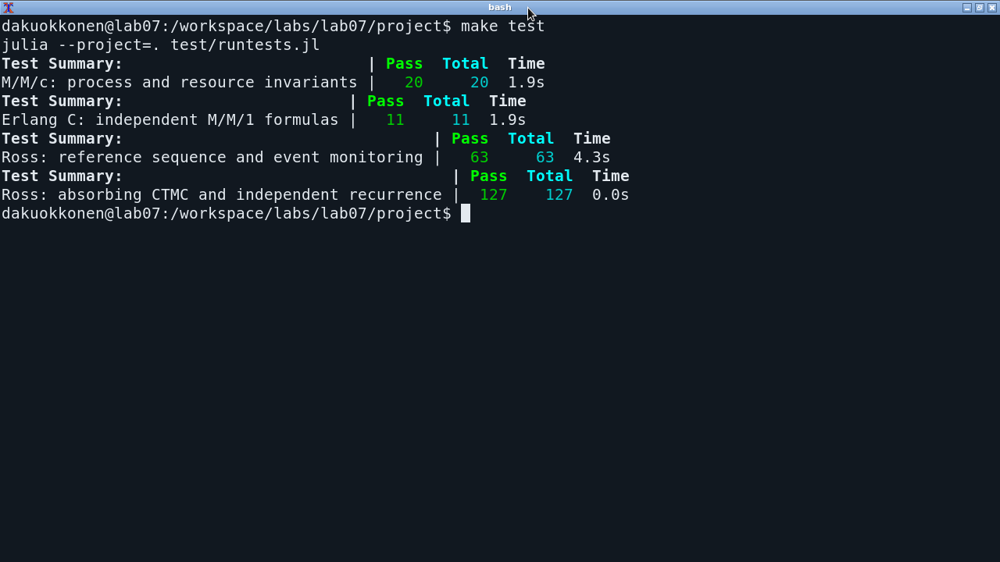 bash
dakuokkonen@lab07:/workspace/labs/lab07/project$ make test
julia --project=. test/runtests.jl
Test Summary:                          | Pass  Total  Time
M/M/c: process and resource invariants |   20     20  1.9s
Test Summary:                        | Pass  Total  Time
Erlang C: independent M/M/1 formulas |   11     11  1.9s
Test Summary:                                 | Pass  Total  Time
Ross: reference sequence and event monitoring |   63     63  4.3s
Test Summary:                                   | Pass  Total  Time
Ross: absorbing CTMC and independent recurrence |  127    127  0.0s
dakuokkonen@lab07:/workspace/labs/lab07/project$